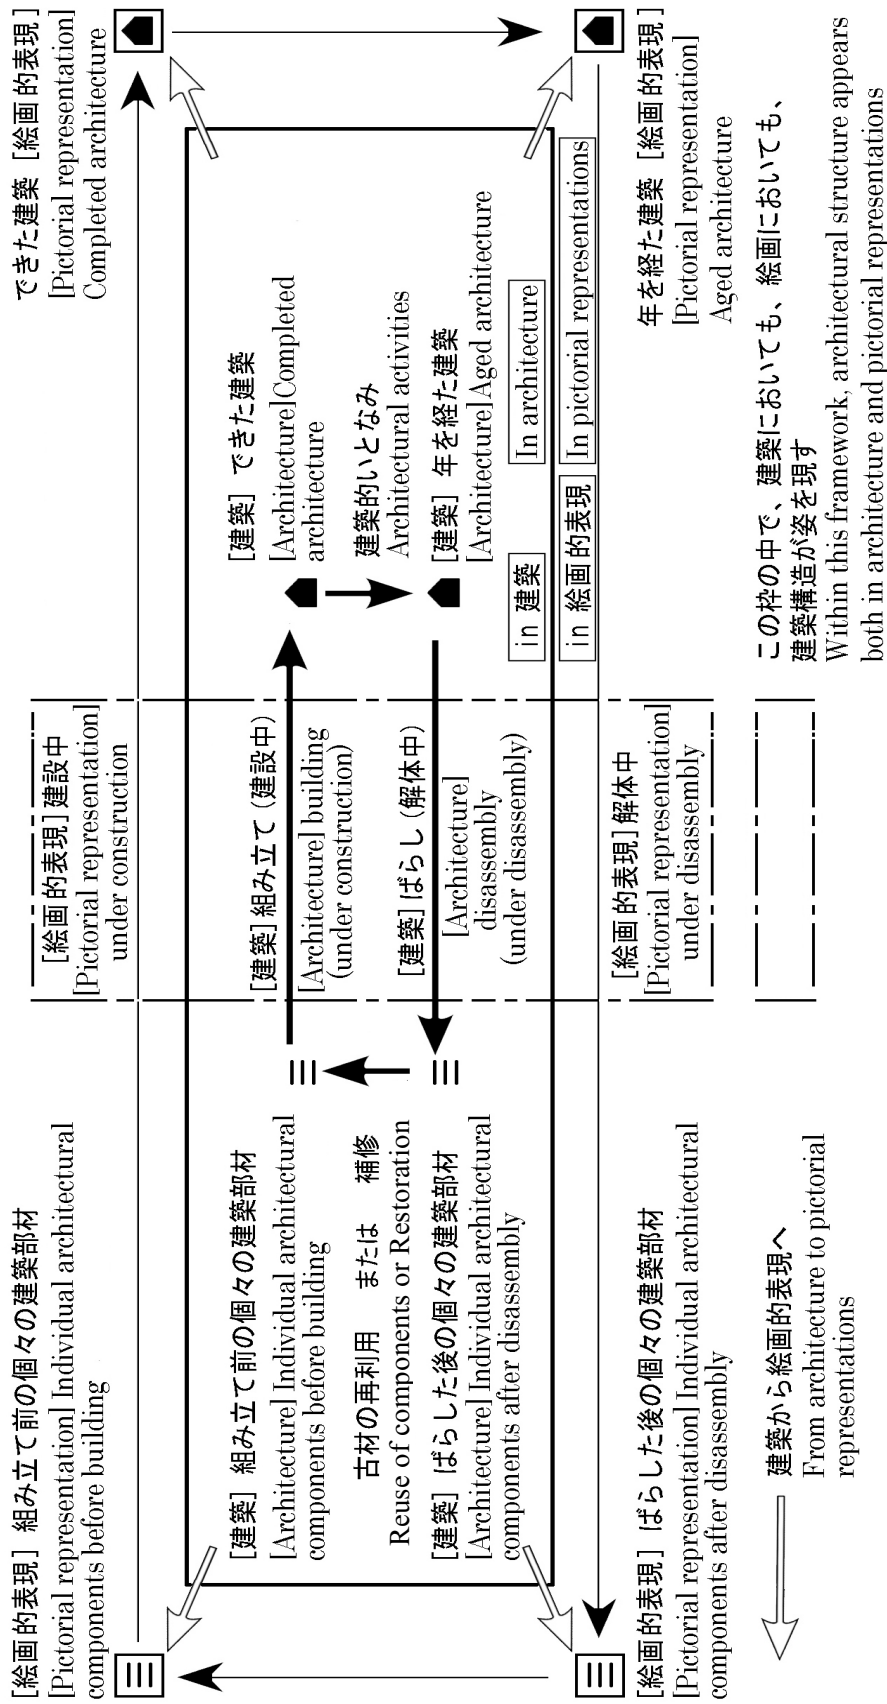 [絵画的表現] 組み立て前の個々の建築部材
[Pictorial representation] Individual architectural
components before building
[絵画的表現] 建設中
[Pictorial representation]
under construction
できた建築 [絵画的表現]
[Pictorial representation]
Completed architecture
[建築] 組み立て前の個々の建築部材
[Architecture] Individual architectural
components before building
古材の再利用 または 補修
Reuse of components or Restoration
[建築] ばらした後の個々の建築部材
[Architecture] Individual architectural
components after disassembly
[建築] 組み立て (建設中)
[Architecture] building
(under construction)
[建築] ばらし (解体中)
[Architecture]
disassembly
(under disassembly)
[建築] できた建築
[Architecture] Completed
architecture
建築的いとなみ
Architectural activities
[建築] 年を経た建築
[Architecture] Aged architecture
in 建築
In architecture
in 絵画的表現
In pictorial representations
[絵画的表現] ばらした後の個々の建築部材
[Pictorial representation] Individual architectural
components after disassembly
[絵画的表現] 解体中
[Pictorial representation]
under disassembly
年を経た建築 [絵画的表現]
[Pictorial representation]
Aged architecture
建築から絵画的表現へ
From architecture to pictorial
representations
この枠の中で、建築においても、絵画においても、
建築構造が姿を現す
Within this framework, architectural structure appears
both in architecture and pictorial representations